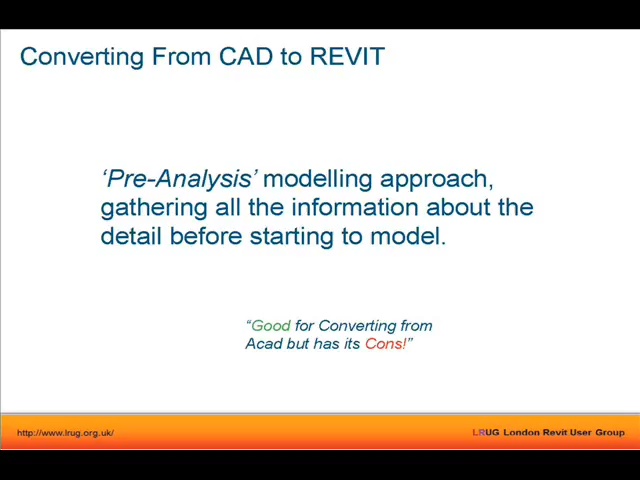 Converting From CAD to REVIT
‘Pre-Analysis’ modelling approach,
gathering all the information about the
detail before starting to model.
“Good for Converting from
Acad but has its Cons!”
http://www.lrug.org.uk/
LRUG London Revit User Group